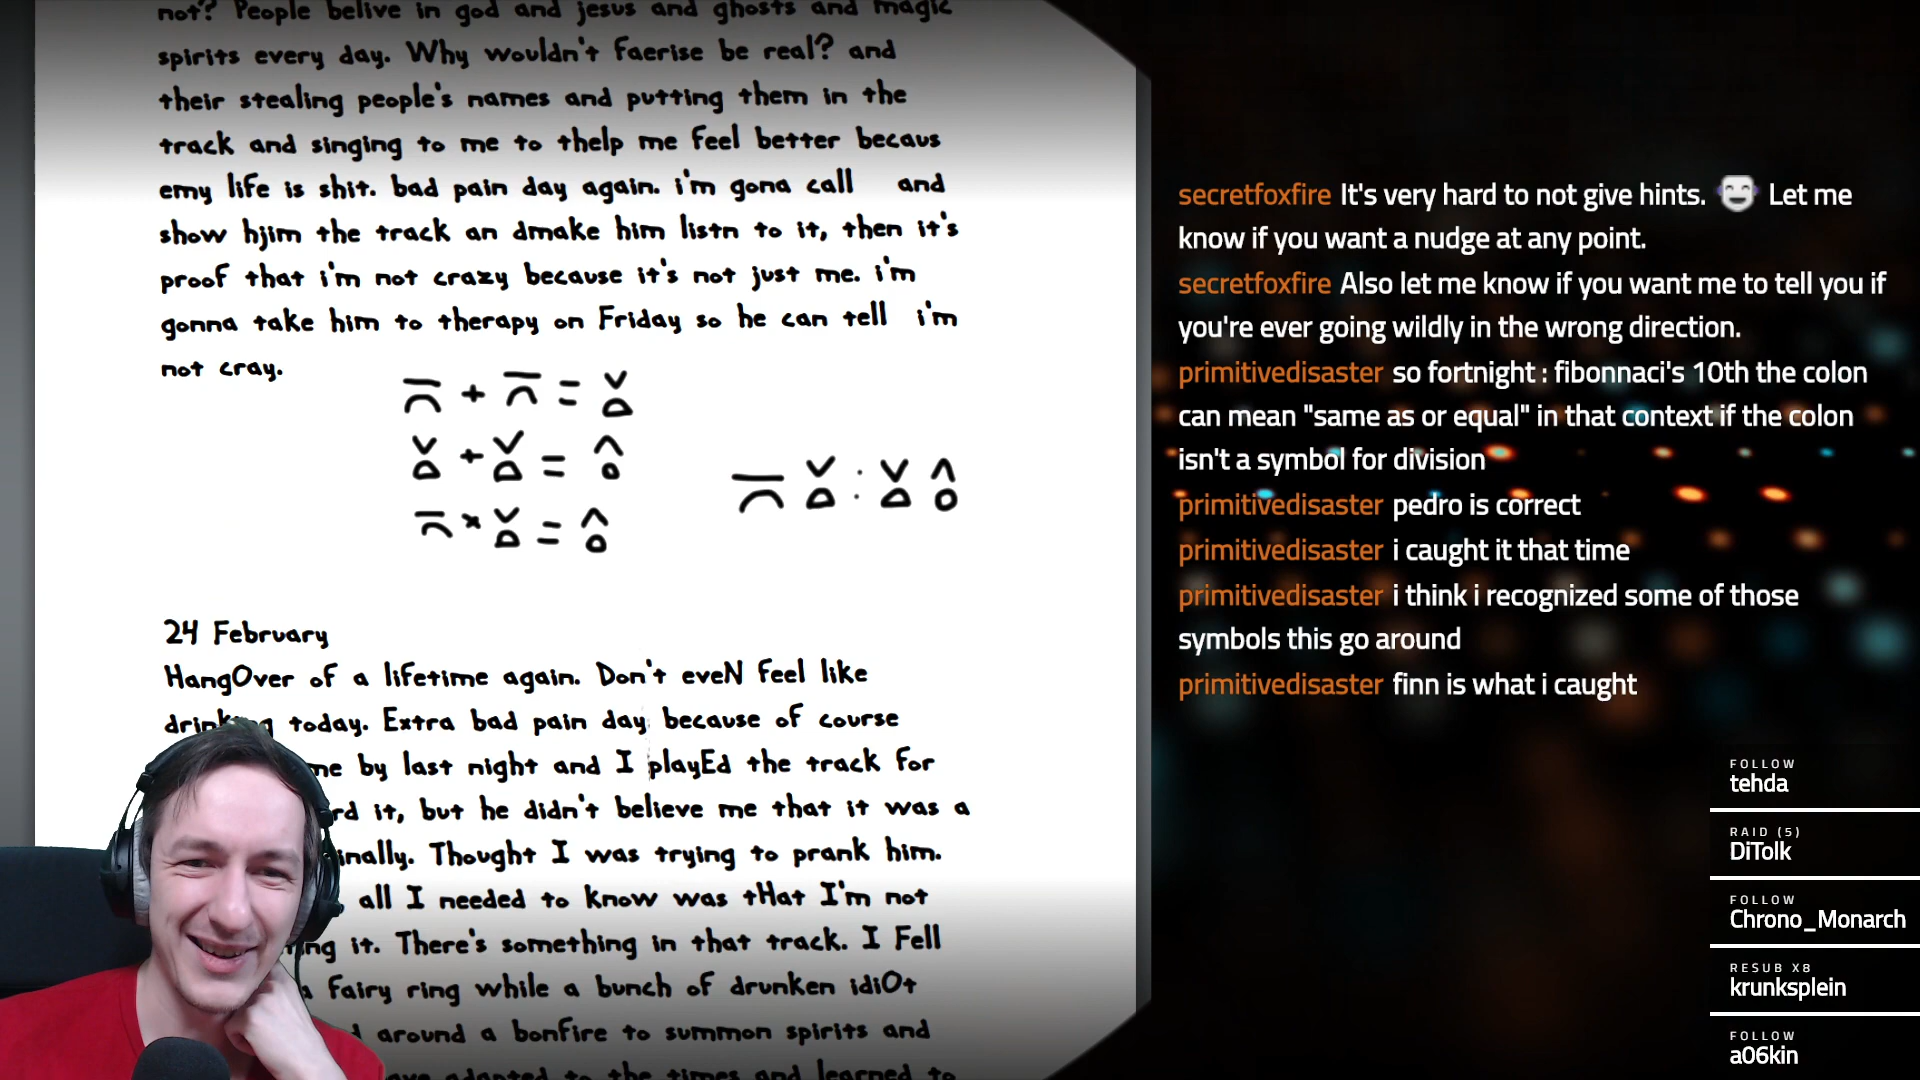 not? People belive in god and jesus and ghosts and magic
spirits every day. Why wouldn't faerise be real? and
their stealing people's names and putting them in the
track and singing to me to thelp me feel better becaus
emy life is shit. bad pain day again. i'm gona call and
show hjim the track an dmake him listn to it, then it's
proof that i'm not crazy because it's not just me. i'm
gonna take him to therapy on Friday so he can tell i'm
not cray.
24 February
HangOver of a lifetime again. Don't eveN feel like
today. Extra bad pain day because of course
me by last night and I playEd the track for
it, but he didn't believe me that it was a
Thought I was trying to prank him.
all I needed to know was tHat I'm not
it. There's something in that track. I Fell
fairy ring while a bunch of drunken idiOt
around a bonfire to summon spirits and
adapted to the times and learned to
secretfoxfire It's very hard to not give hints. Let me
know if you want a nudge at any point.
secretfoxfire Also let me know if you want me to tell you if
you're ever going wildly in the wrong direction.
primitivedisaster so fortnight : fibonnaci's 10th the colon
can mean "same as or equal" in that context if the colon
isn't a symbol for division
primitivedisaster pedro is correct
primitivedisaster i caught it that time
primitivedisaster i think i recognized some of those
symbols this go around
primitivedisaster finn is what i caught
FOLLOW
tehda
RAID (5)
DiTolk
FOLLOW
Chrono_Monarch
RESUB X8
krunksplein
FOLLOW
a06kin